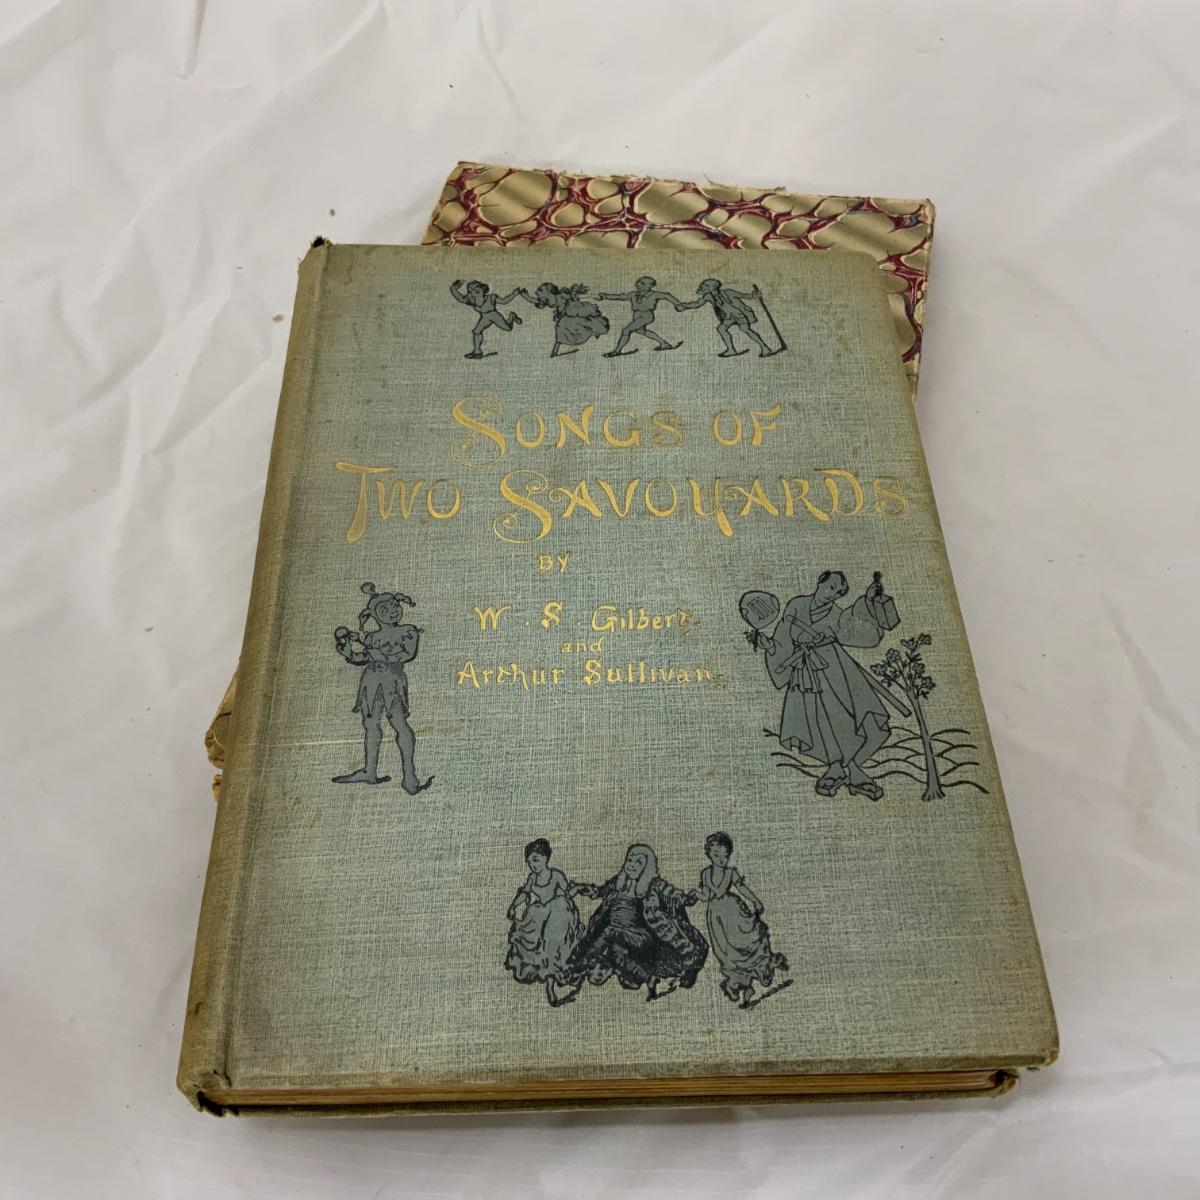 SONGS OF
TWO SAVOYARDS
BY
W. S. Gilbert
and
Arthur Sullivan